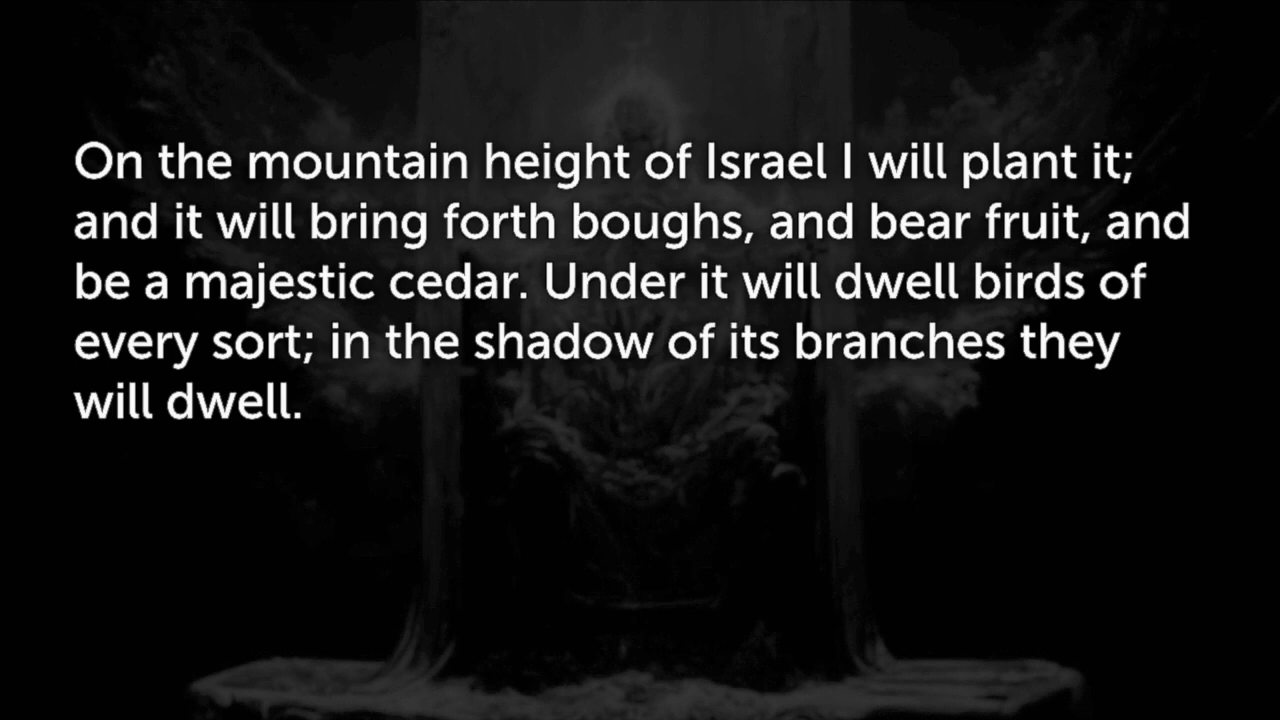 On the mountain height of Israel I will plant it;
and it will bring forth boughs, and bear fruit, and
be a majestic cedar. Under it will dwell birds of
every sort; in the shadow of its branches they
will dwell.